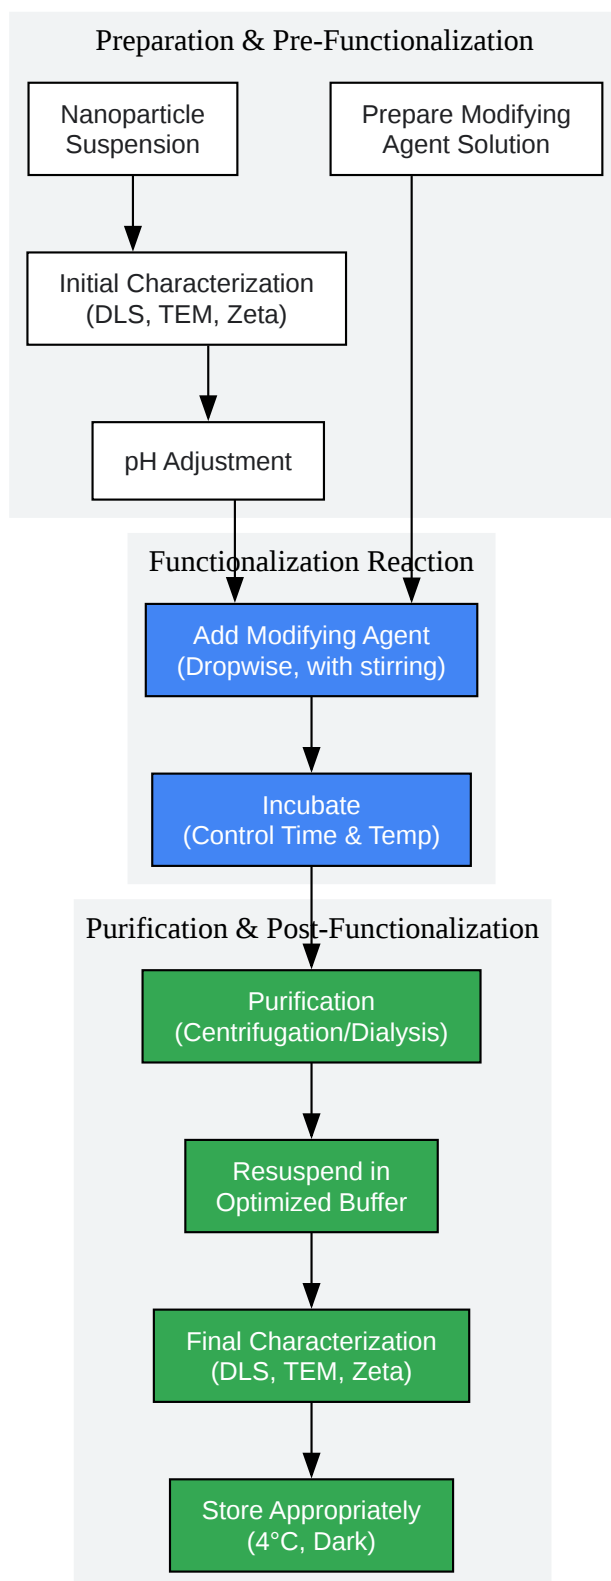 Preparation & Pre-Functionalization
Nanoparticle
Suspension
Prepare Modifying
Agent Solution
Initial Characterization
(DLS, TEM, Zeta)
pH Adjustment
Functionalization Reaction
Add Modifying Agent
(Dropwise, with stirring)
Incubate
(Control Time & Temp)
Purification & Post-Functionalization
Purification
(Centrifugation/Dialysis)
Resuspend in
Optimized Buffer
Final Characterization
(DLS, TEM, Zeta)
Store Appropriately
(4°C, Dark)